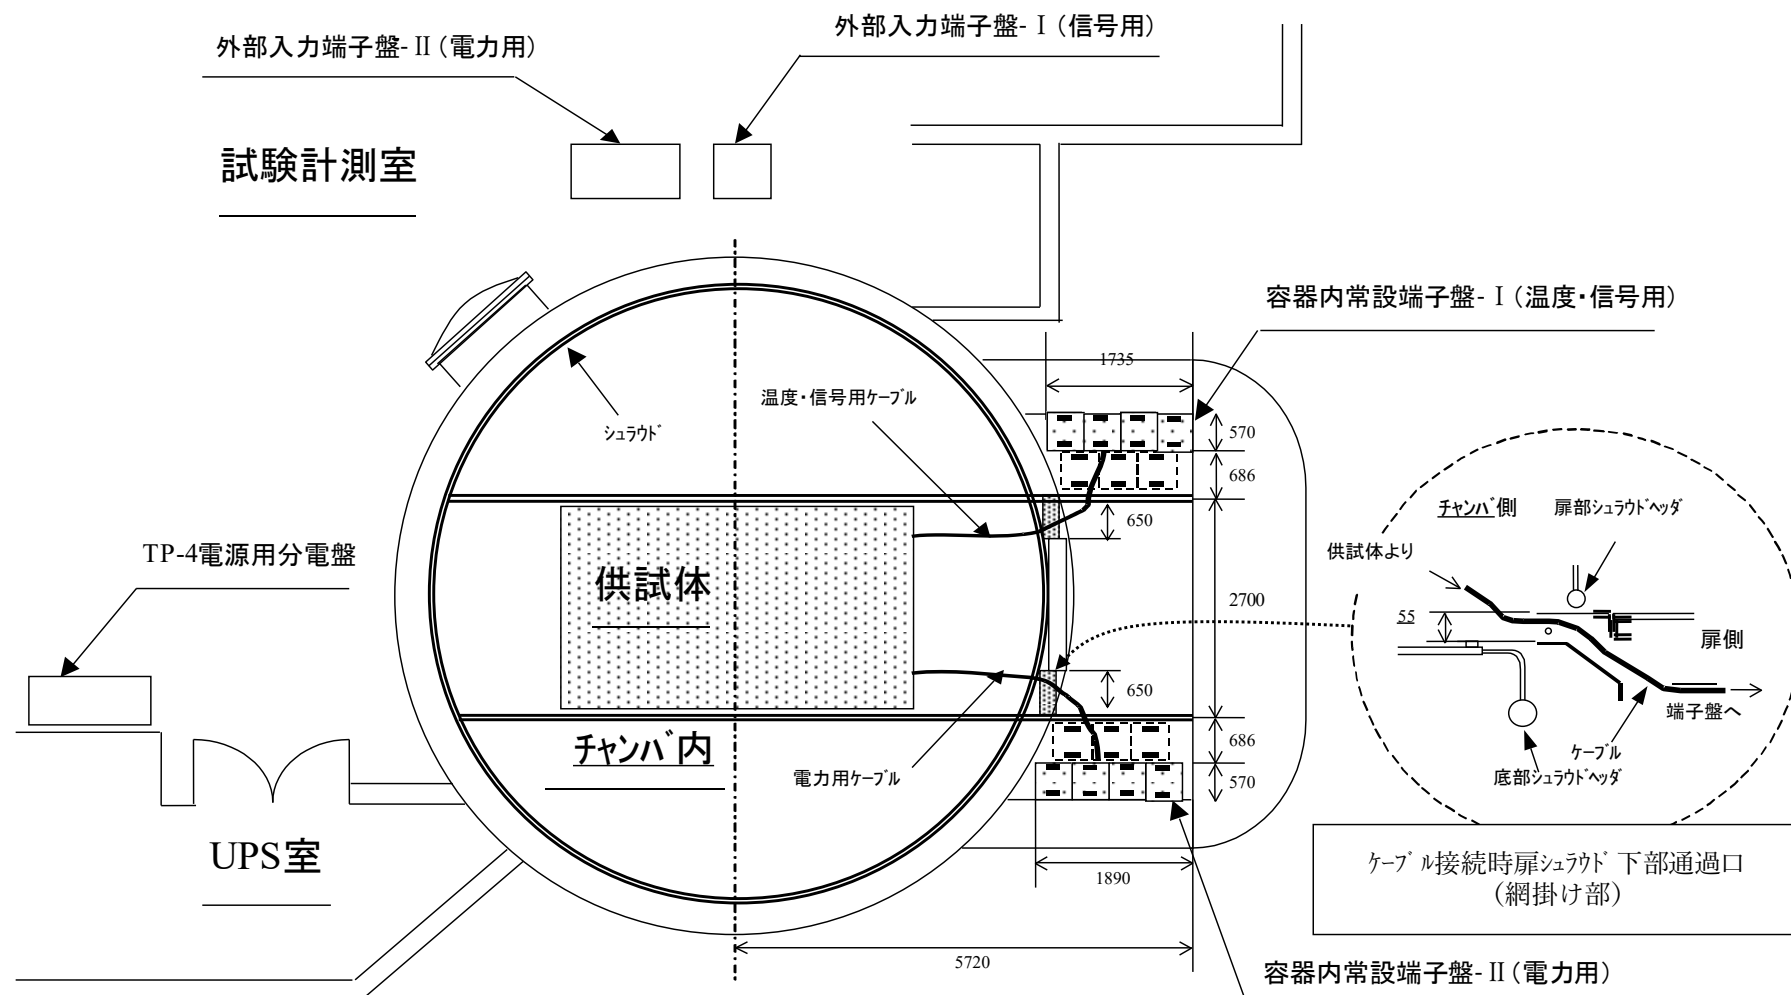 外部入力端子盤-Ⅰ(信号用)
外部入力端子盤-Ⅱ(電力用)
試験計測室
容器内常設端子盤-Ⅰ(温度・信号用)
1735
温度・信号用ケーブル
シュラウド
570
686
650
チャンバ側
扉部シュラウドヘッダ
供試体より
TP-4電源用分電盤
供試体
2700
55
扉側
650
端子盤へ
686
チャンバ内
電力用ケーブル
ケーブル
底部シュラウドヘッダ
570
UPS室
1890
ケーブル接続時扉シュラウド下部通過口
(網掛け部)
5720
容器内常設端子盤-Ⅱ(電力用)